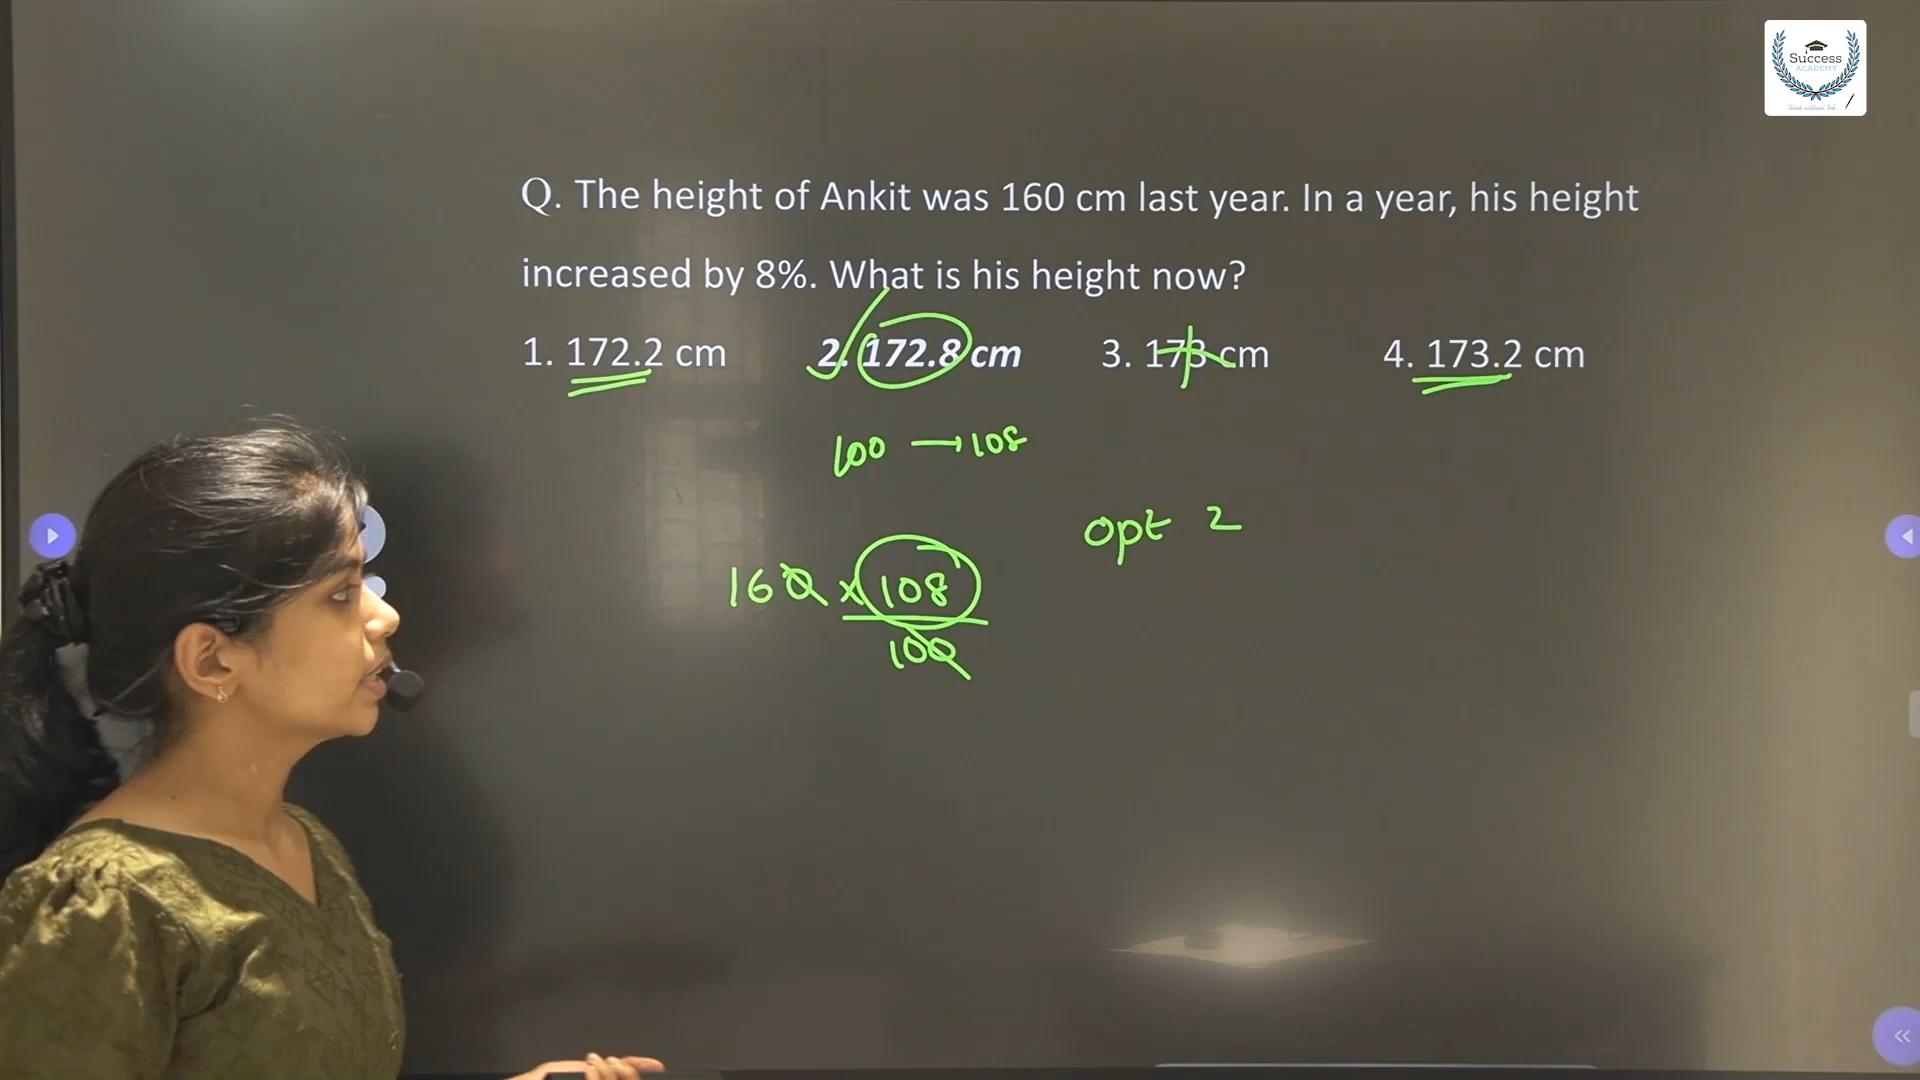 Success
ACADEMY
Q. The height of Ankit was 160 cm last year. In a year, his height
increased by 8%. What is his height now?
1. 172.2 cm 2. 172.8 cm 3. 173 cm 4. 173.2 cm
100 → 108
opt 2
160 × 108
100